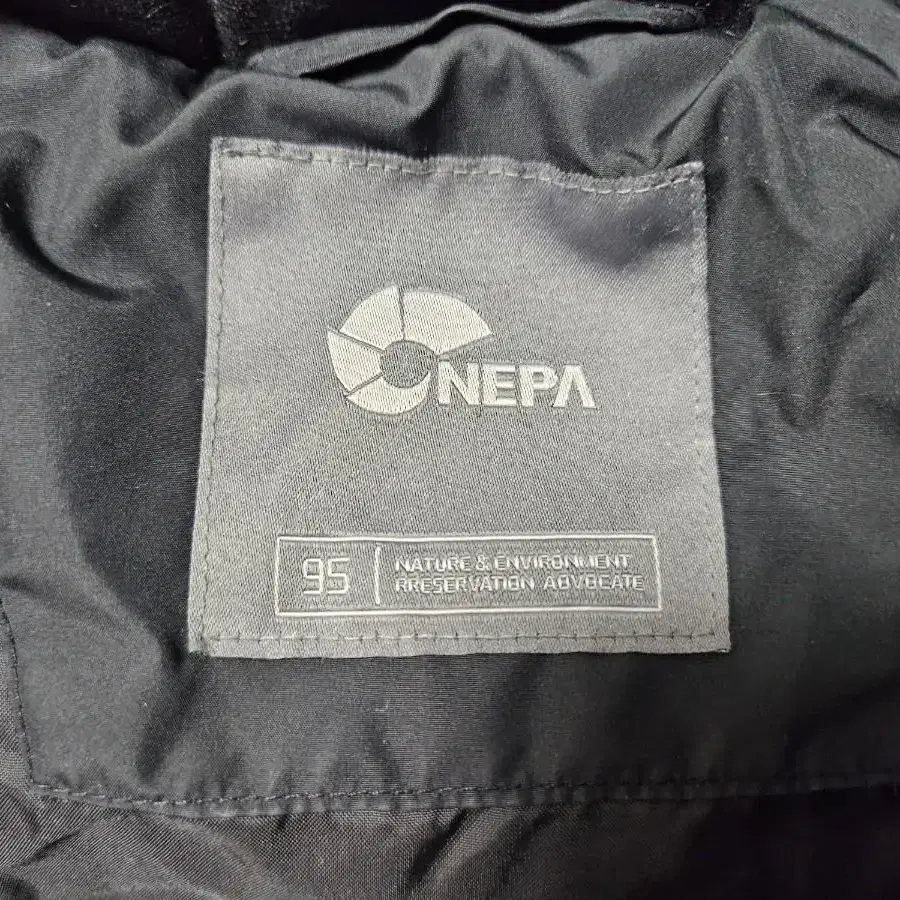 NEPA
95
NATURE & ENVIRONMENT
PRESERVATION ADVOCATE